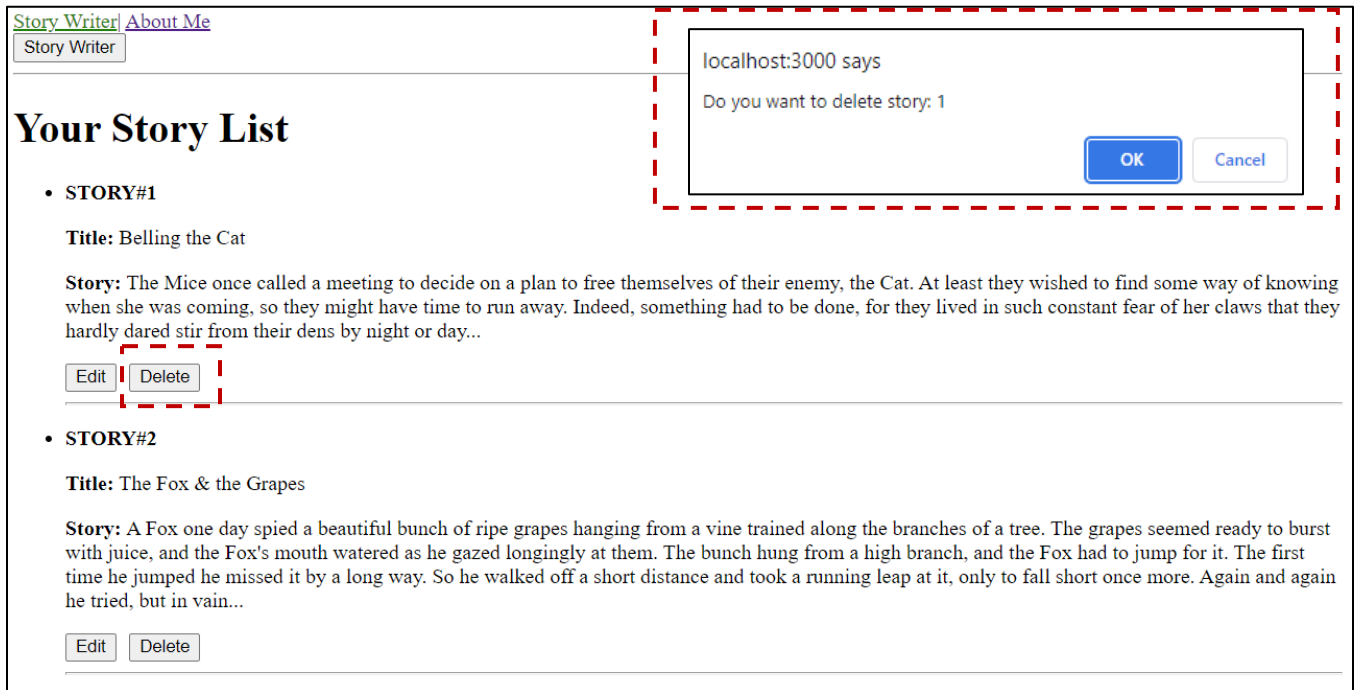 Story Writer| About Me
Story Writer
localhost:3000 says
Do you want to delete story: 1
OK Cancel
Your Story List
• STORY#1
Title: Belling the Cat
Story: The Mice once called a meeting to decide on a plan to free themselves of their enemy, the Cat. At least they wished to find some way of knowing
when she was coming, so they might have time to run away. Indeed, something had to be done, for they lived in such constant fear of her claws that they
hardly dared stir from their dens by night or day...
Edit Delete
• STORY#2
Title: The Fox & the Grapes
Story: A Fox one day spied a beautiful bunch of ripe grapes hanging from a vine trained along the branches of a tree. The grapes seemed ready to burst
with juice, and the Fox's mouth watered as he gazed longingly at them. The bunch hung from a high branch, and the Fox had to jump for it. The first
time he jumped he missed it by a long way. So he walked off a short distance and took a running leap at it, only to fall short once more. Again and again
he tried, but in vain...
Edit Delete